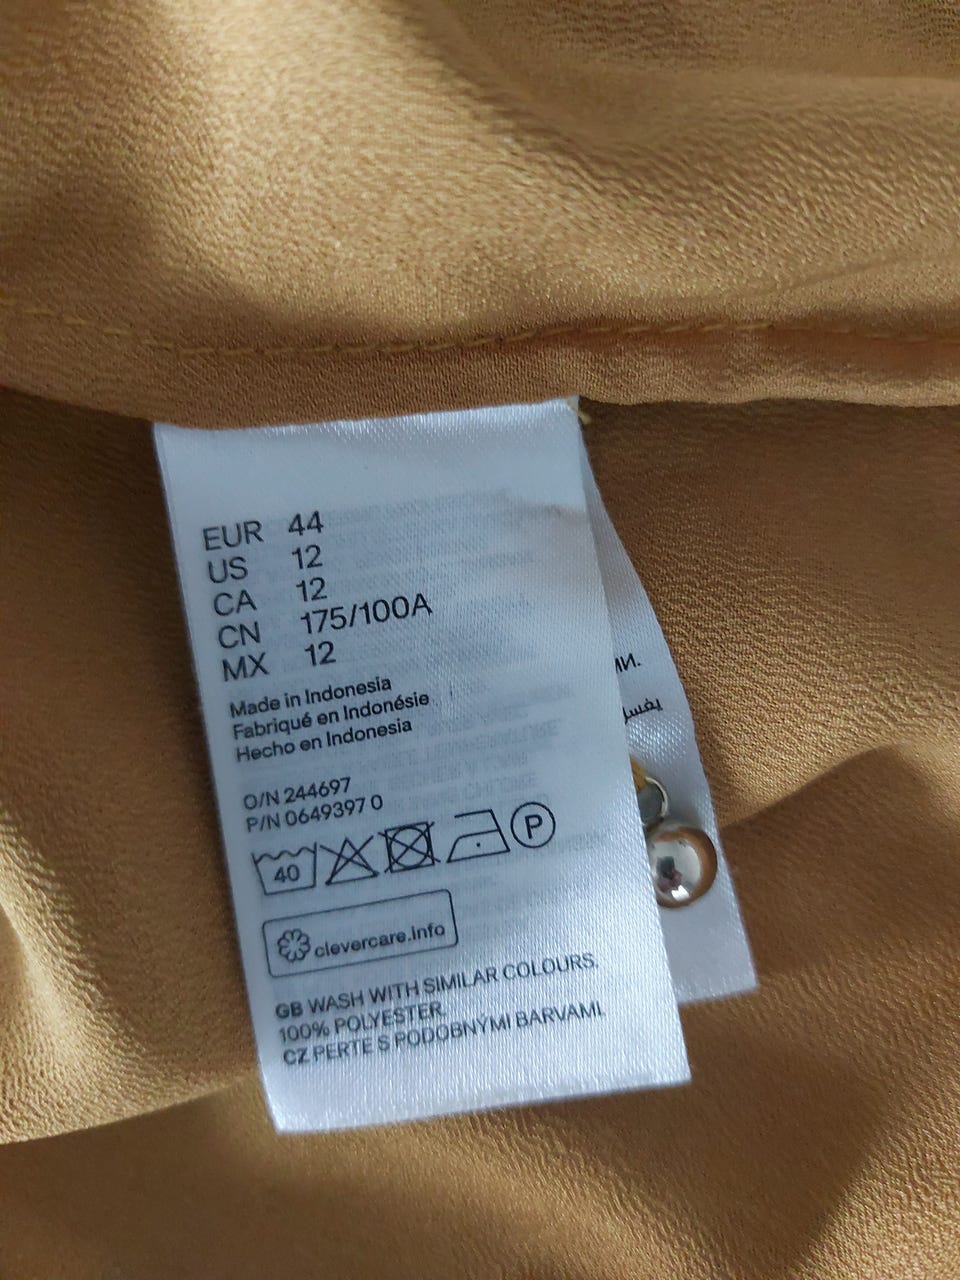 EUR 44
US 12
CA 12
CN 175/100A
MX 12
Made in Indonesia
Fabriqué en Indonésie
Hecho en Indonesia
O/N 244697
P/N 0649397 0
40
P
clevercare.info
GB WASH WITH SIMILAR COLOURS.
100% POLYESTER.
CZ PERTE S PODOBNÝMI BARVAMI.